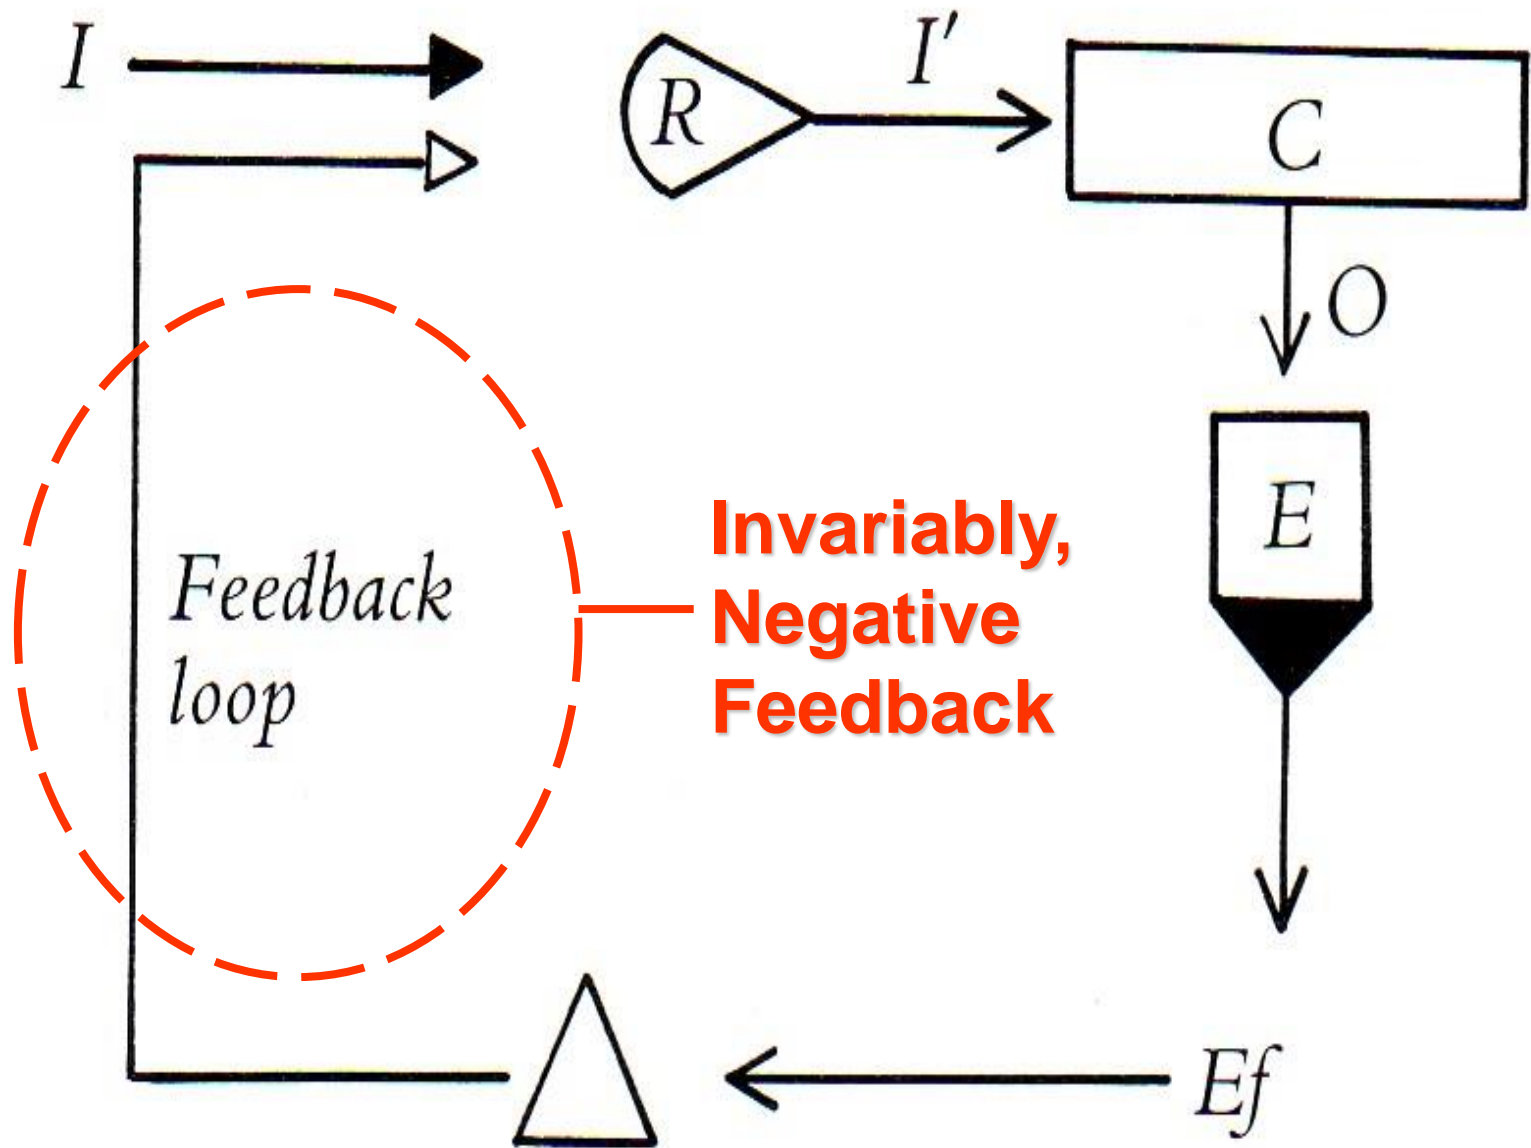 I
R
I′
C
O
E
Feedback
loop
Invariably,
Negative
Feedback
Ef